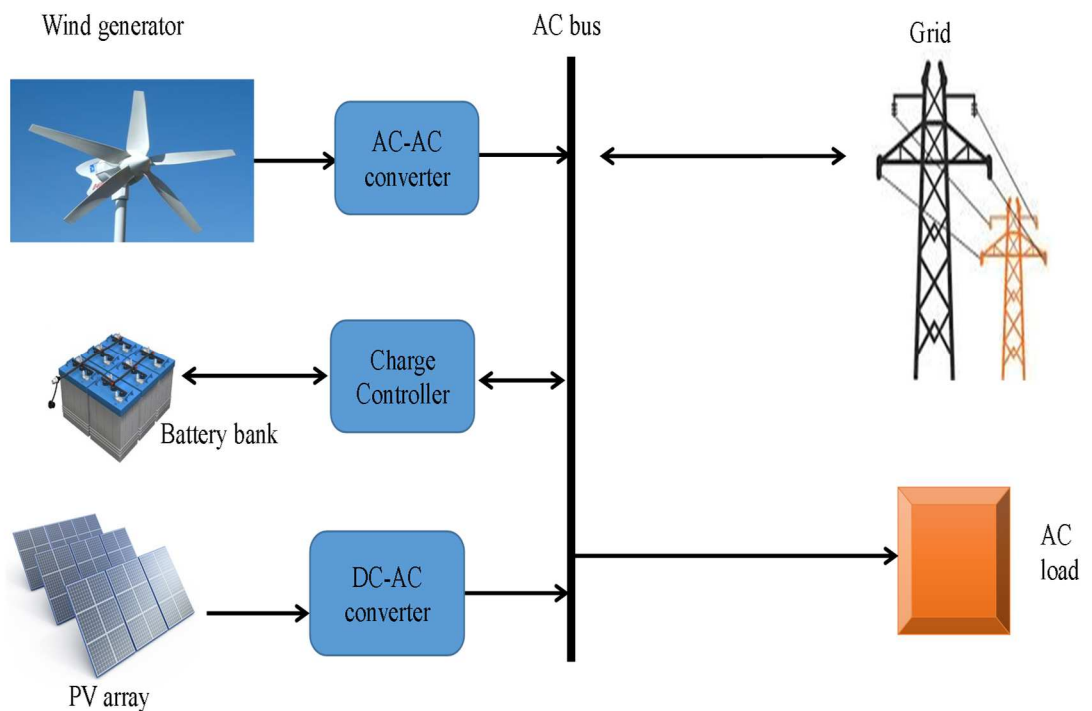 Wind generator
AC bus
Grid
AC-AC
converter
Charge
Controller
Battery bank
DC-AC
converter
AC
load
PV array